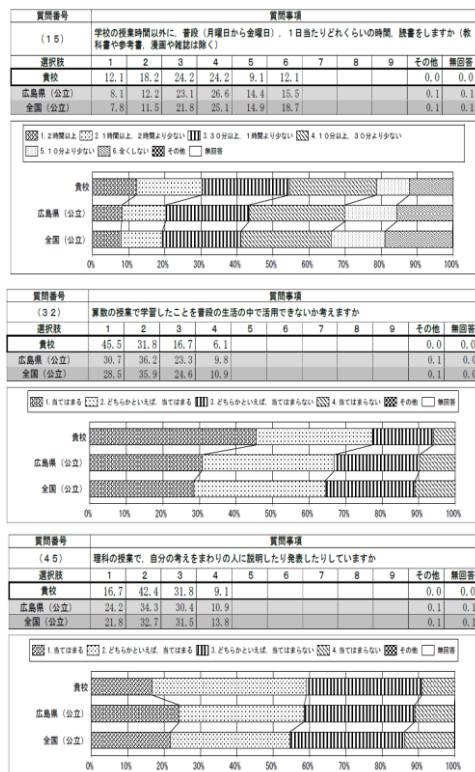 質問番号 質問事項
(15) 学校の授業時間以外に、普段（月曜日から金曜日）、1日当たりどれくらいの時間、読書をしますか（教
科書や参考書、漫画や雑誌は除く）
選択肢 1 2 3 4 5 6 7 8 9 その他 無回答
貴校 12.1 18.2 24.2 24.2 9.1 12.1 0.0 0.0
広島県（公立） 8.1 12.2 23.1 26.6 14.4 15.5 0.1 0.1
全国（公立） 7.8 11.5 21.8 25.1 14.9 18.7 0.1 0.1
1.2時間以上 2.1時間以上、2時間より少ない 3.30分以上、1時間より少ない 4.10分以上、30分より少ない
5.10分より少ない 6.全くしない その他 無回答
貴校
広島県（公立）
全国（公立）
0% 10% 20% 30% 40% 50% 60% 70% 80% 90% 100%
質問番号 質問事項
(32) 算数の授業で学習したことを普段の生活の中で活用できないか考えますか
選択肢 1 2 3 4 5 6 7 8 9 その他 無回答
貴校 45.5 31.8 16.7 6.1 0.0 0.0
広島県（公立） 30.7 36.2 23.3 9.8 0.1 0.0
全国（公立） 28.5 35.9 24.6 10.9 0.1 0.0
1.当てはまる 2.どちらかといえば、当てはまる 3.どちらかといえば、当てはまらない 4.当てはまらない その他 無回答
貴校
広島県（公立）
全国（公立）
0% 10% 20% 30% 40% 50% 60% 70% 80% 90% 100%
質問番号 質問事項
(45) 理科の授業で、自分の考えをまわりの人に説明したり発表したりしていますか
選択肢 1 2 3 4 5 6 7 8 9 その他 無回答
貴校 16.7 42.4 31.8 9.1 0.0 0.0
広島県（公立） 24.2 34.3 30.4 10.9 0.1 0.1
全国（公立） 21.8 32.7 31.5 13.8 0.1 0.1
1.当てはまる 2.どちらかといえば、当てはまる 3.どちらかといえば、当てはまらない 4.当てはまらない その他 無回答
貴校
広島県（公立）
全国（公立）
0% 10% 20% 30% 40% 50% 60% 70% 80% 90% 100%